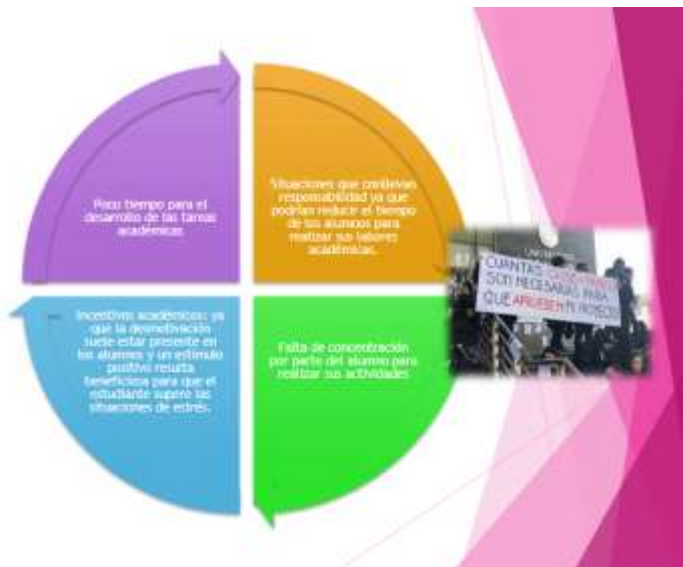 Poco tiempo para el
desarrollo de las tareas
académicas
Situaciones que conllevan
responsabilidad ya que
podrían reducir el tiempo
de los alumnos para
realizar sus labores
académicas.
Incentivos académicos: ya
que la desmotivación
suele estar presente en
los alumnos y un estímulo
positivo resulta
beneficioso para que el
estudiante supere las
situaciones de estrés.
Falta de concentración
por parte del alumno para
realizar sus actividades
CUANTAS
SON NECESARIAS PARA
QUE APRUEBEN MI PROYECTO